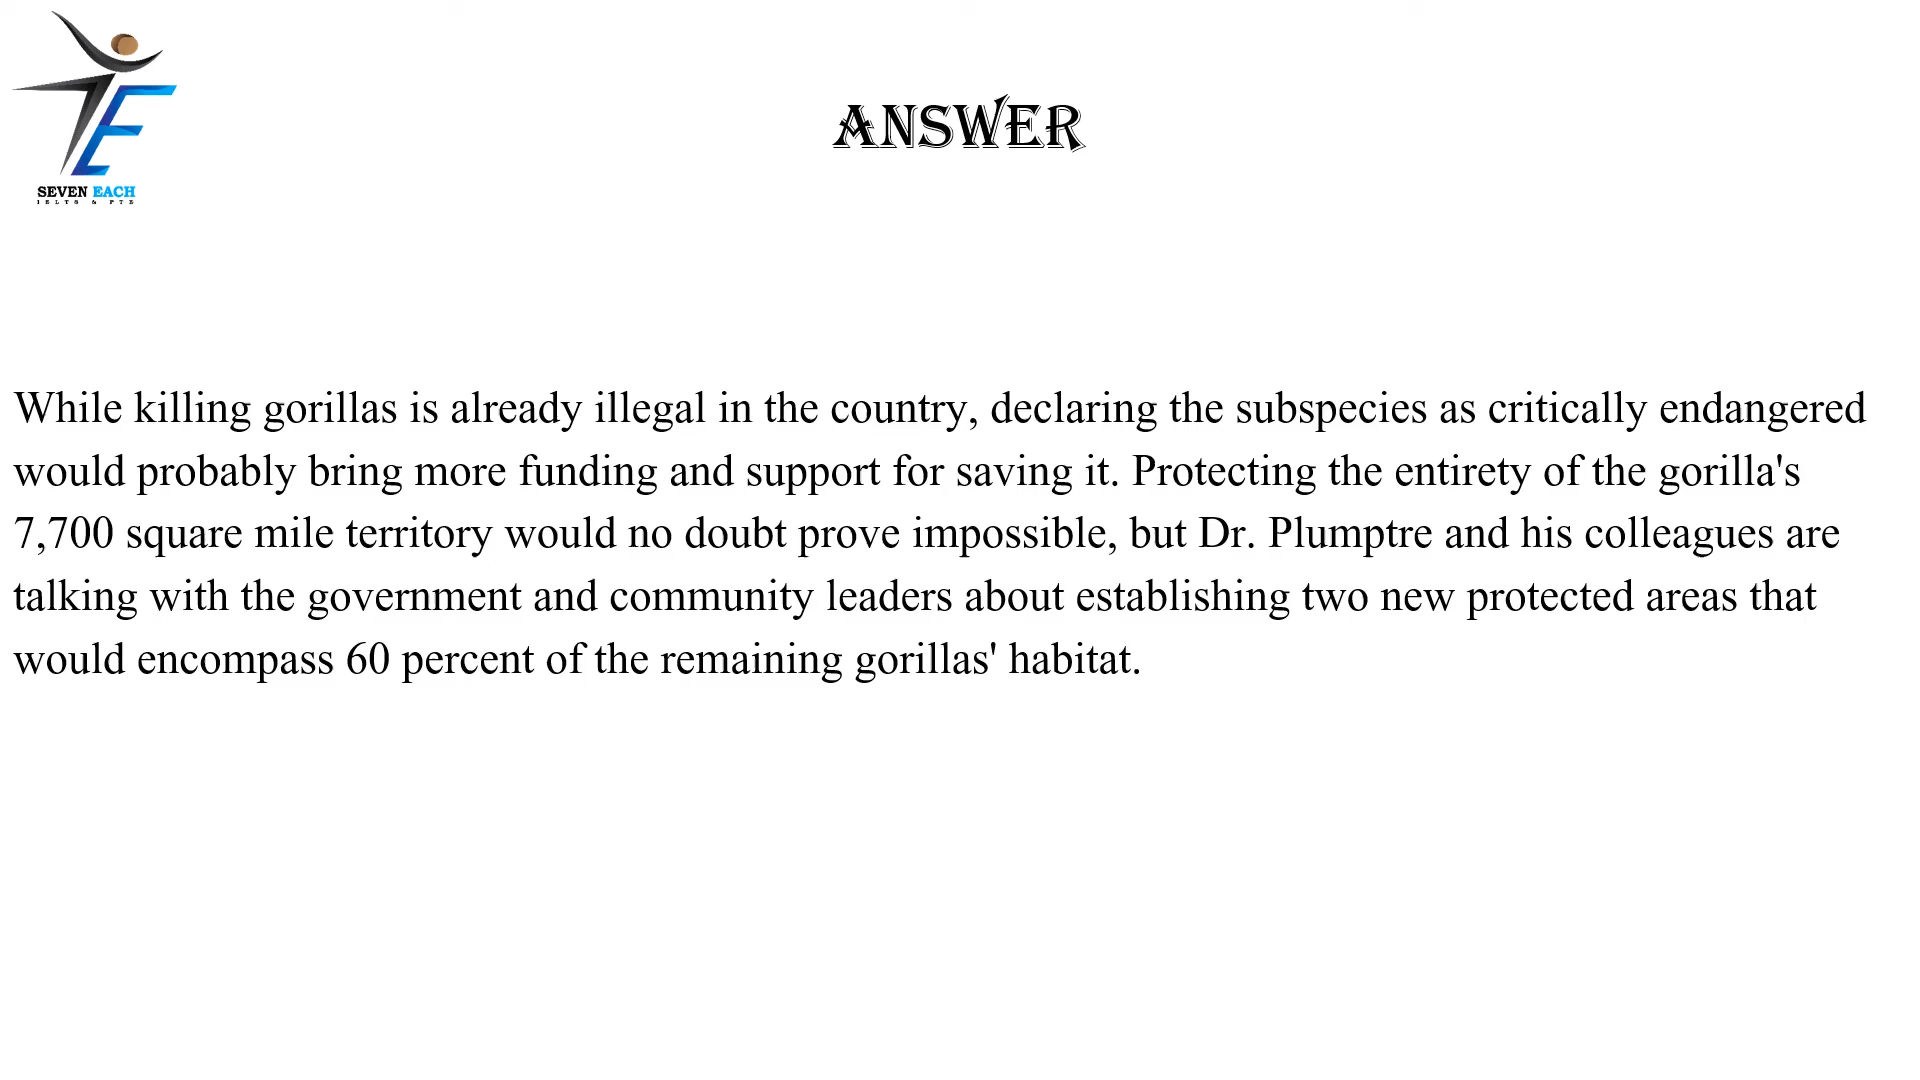 ANSWER
SEVEN EACH
IELTS & PTE
While killing gorillas is already illegal in the country, declaring the subspecies as critically endangered
would probably bring more funding and support for saving it. Protecting the entirety of the gorilla's
7,700 square mile territory would no doubt prove impossible, but Dr. Plumptre and his colleagues are
talking with the government and community leaders about establishing two new protected areas that
would encompass 60 percent of the remaining gorillas' habitat.